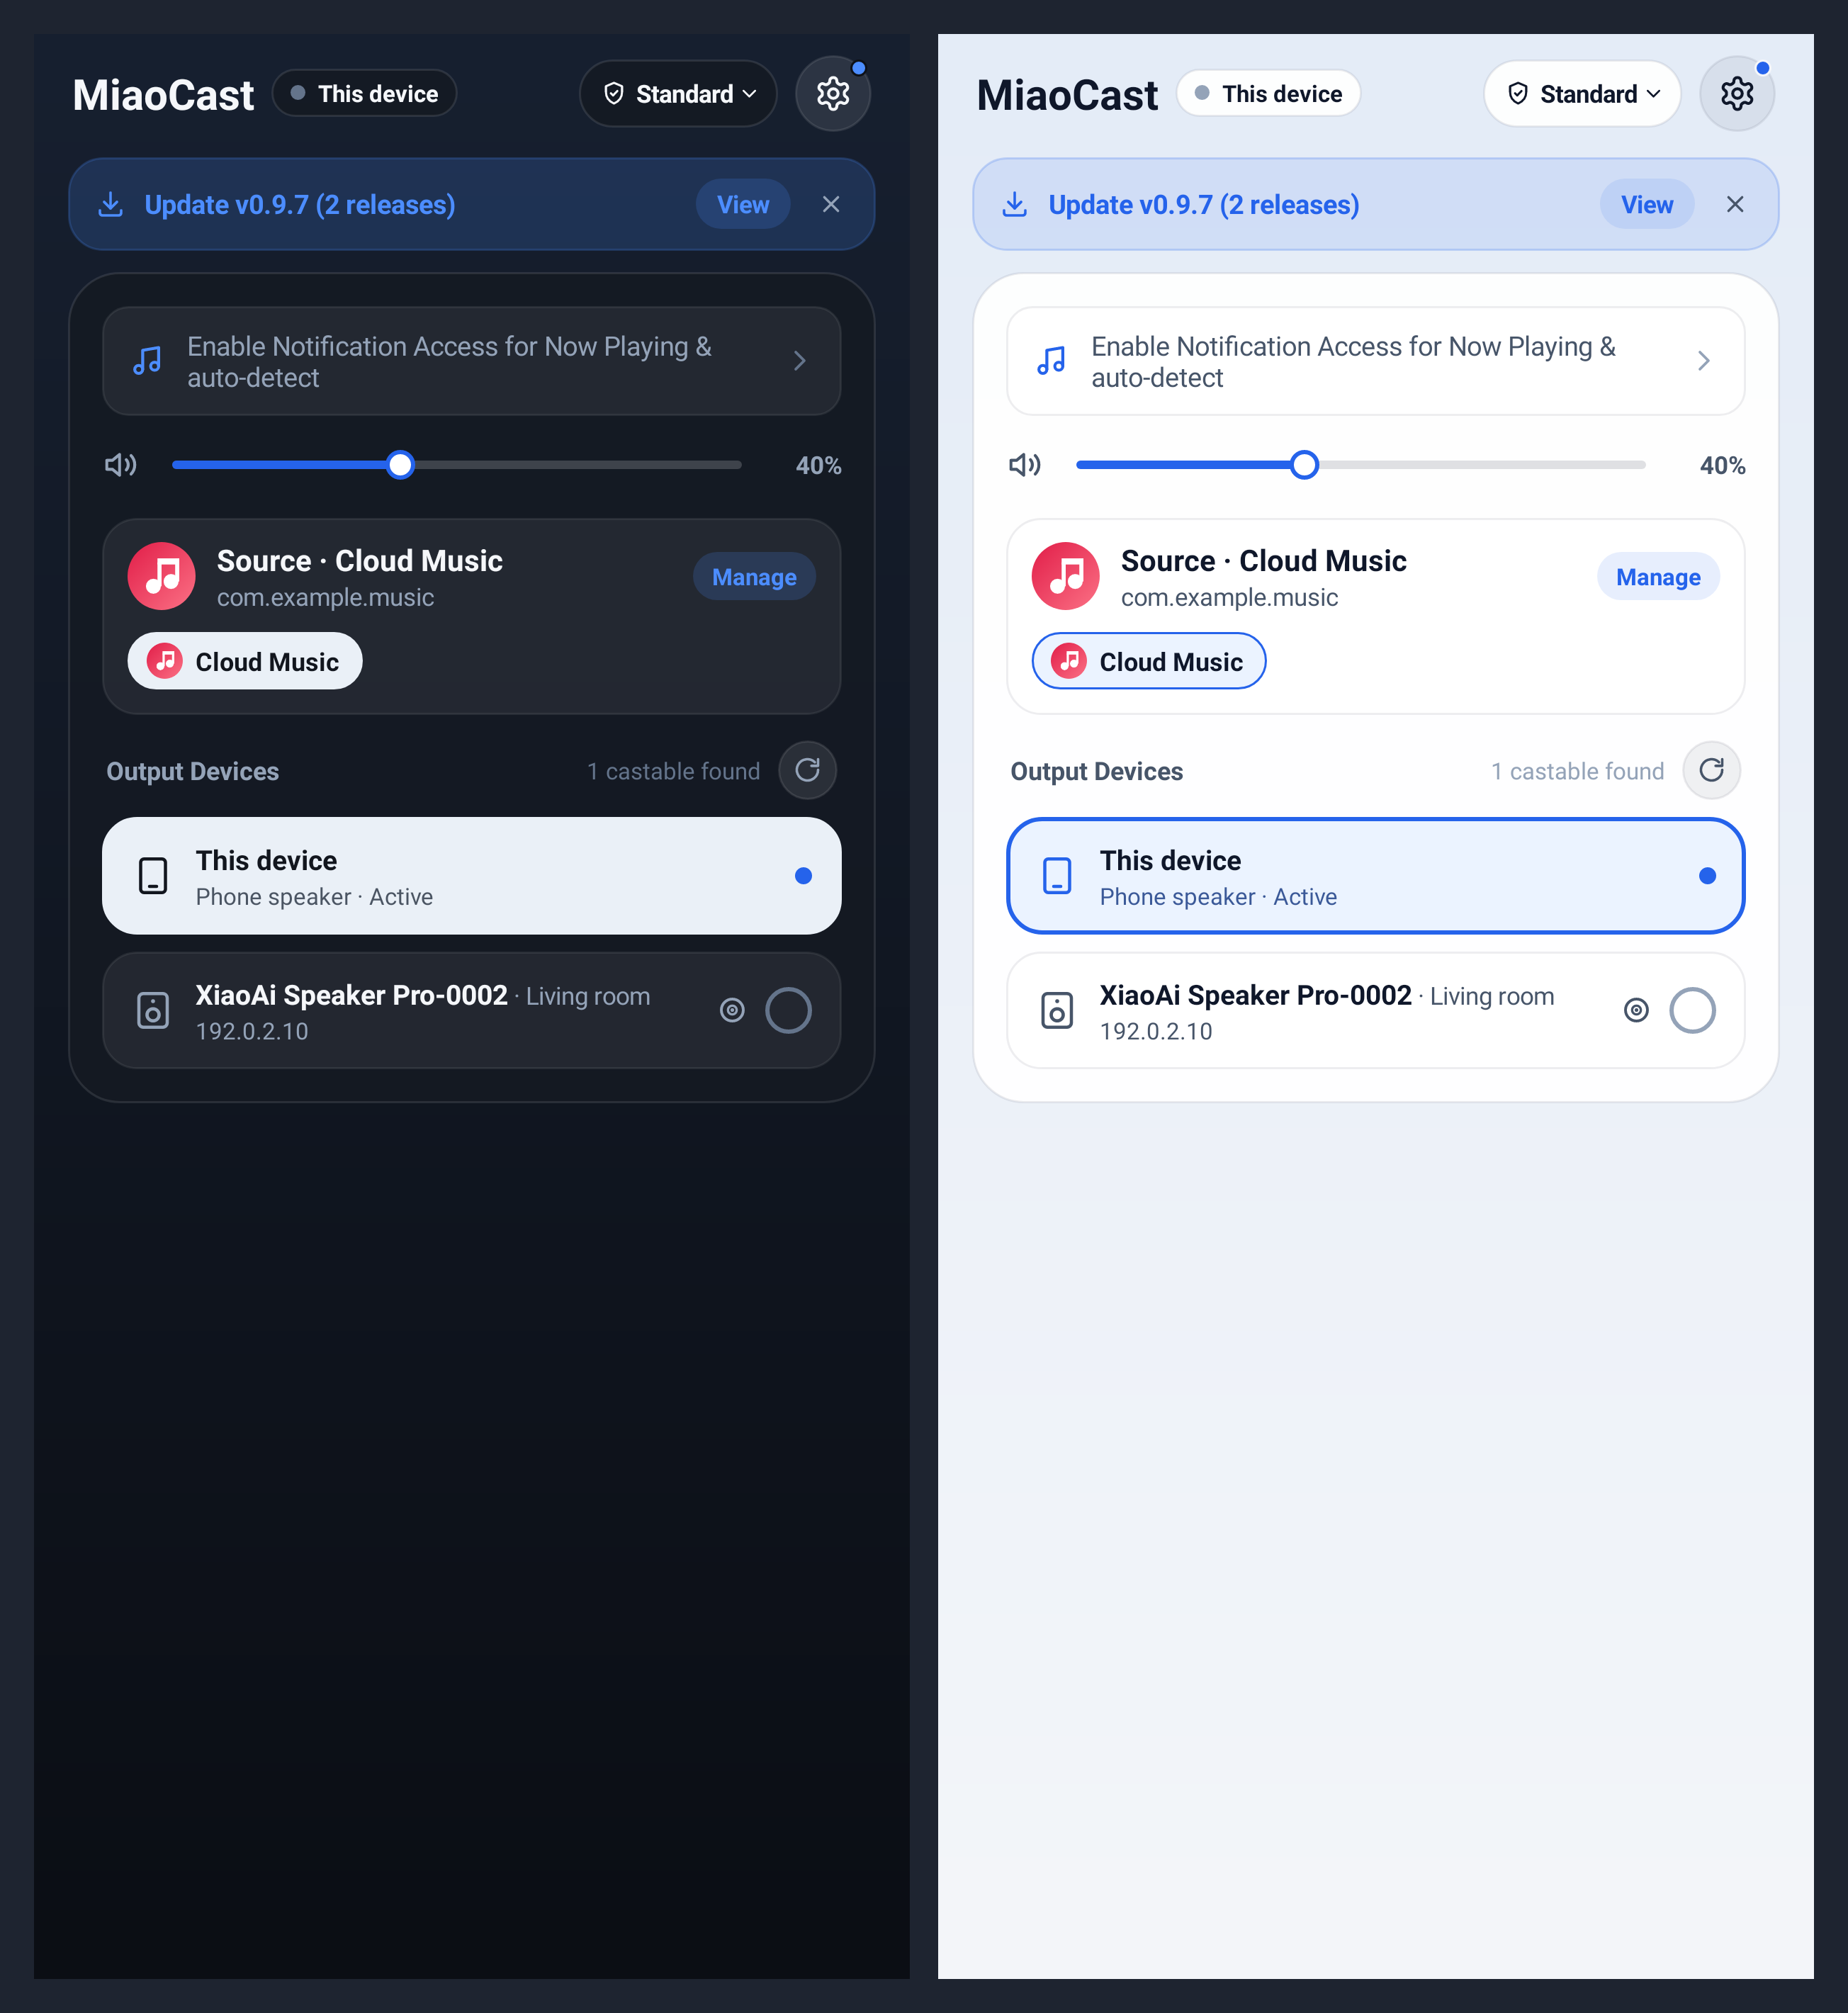 MiaoCast
This device
Standard
Update v0.9.7 (2 releases)
View
Enable Notification Access for Now Playing &
auto-detect
40%
Source · Cloud Music
com.example.music
Manage
Cloud Music
Output Devices
1 castable found
This device
Phone speaker · Active
XiaoAi Speaker Pro-0002 · Living room
192.0.2.10
MiaoCast
This device
Standard
Update v0.9.7 (2 releases)
View
Enable Notification Access for Now Playing &
auto-detect
40%
Source · Cloud Music
com.example.music
Manage
Cloud Music
Output Devices
1 castable found
This device
Phone speaker · Active
XiaoAi Speaker Pro-0002 · Living room
192.0.2.10